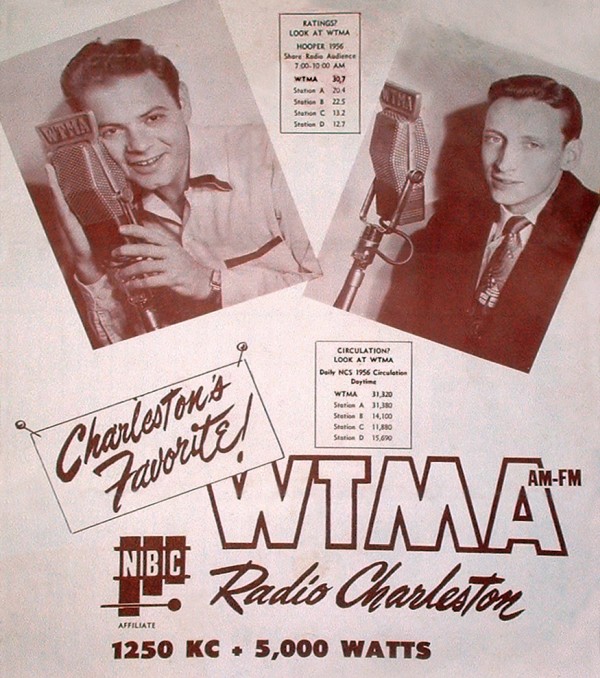 RATINGS?
LOOK AT WTMA
HOOPER 1956
Share Radio Audience
7:00-10:00 AM
WTMA 30.7
Station A 20.4
Station B 22.5
Station C 13.2
Station D 12.7
WTMA
WTMA
CIRCULATION?
LOOK AT WTMA
Daily NCS 1956 Circulation
Daytime
WTMA 31,320
Station A 31,380
Station B 14,100
Station C 11,880
Station D 15,690
Charleston's
Favorite!
WTMA AM-FM
NBC
AFFILIATE
Radio Charleston
1250 KC • 5,000 WATTS